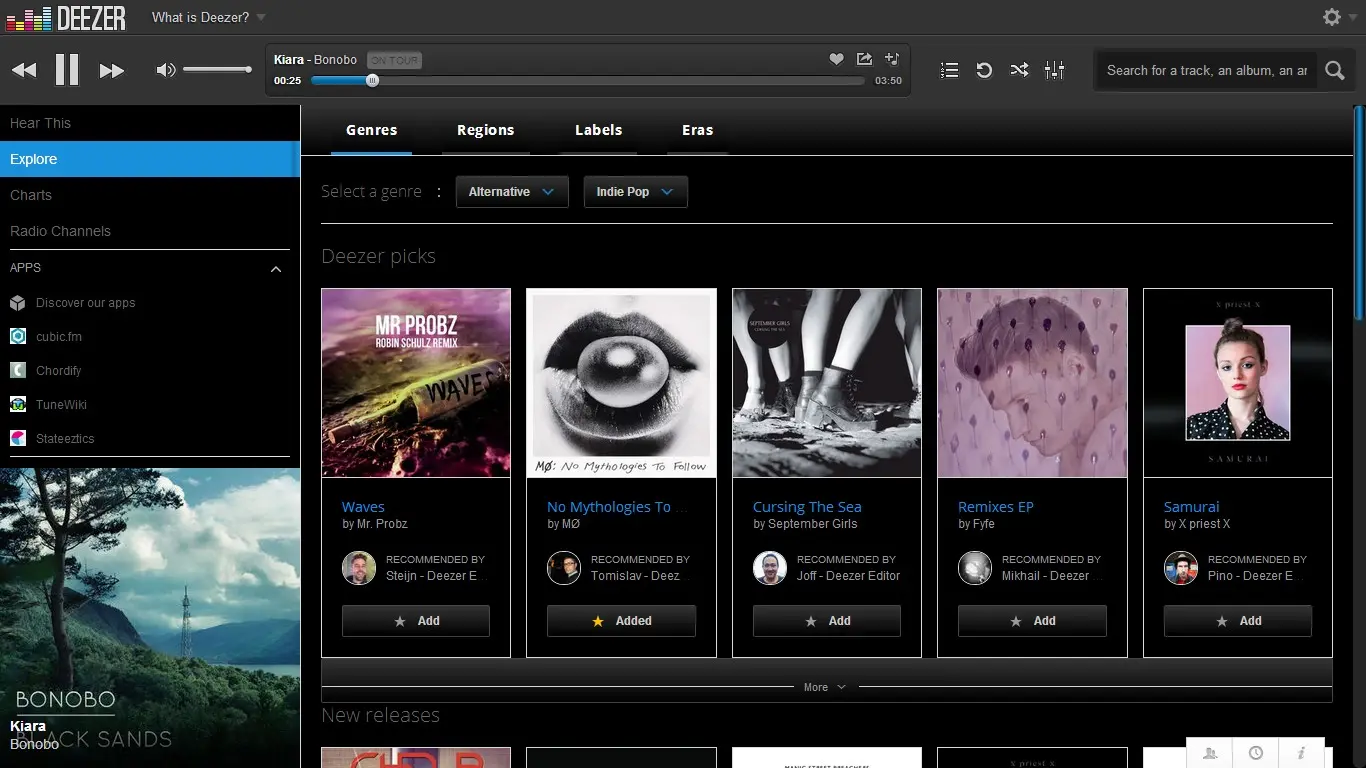 DEEZER
What is Deezer?
Kiara - Bonobo ON TOUR
00:25
03:50
Search for a track, an album, an ar
Hear This
Explore
Charts
Radio Channels
APPS
Discover our apps
cubic.fm
Chordify
TuneWiki
Stateeztics
BONOBO
Kiara
BLACK SANDS
Bonobo
Genres
Regions
Labels
Eras
Select a genre :
Alternative
Indie Pop
Deezer picks
MR PROBZ
ROBIN SCHULZ REMIX
WAVES
Waves
by Mr. Probz
RECOMMENDED BY
Steijn - Deezer E
Add
MØ: No Mythologies To Follow
No Mythologies To ...
by MØ
RECOMMENDED BY
Tomislav - Deez
Added
SEPTEMBER GIRLS
CURSING THE SEA
Cursing The Sea
by September Girls
RECOMMENDED BY
Joff - Deezer Editor
Add
Remixes EP
by Fyfe
RECOMMENDED BY
Mikhail - Deezer
Add
X priest X
SAMURAI
Samurai
by X priest X
RECOMMENDED BY
Pino - Deezer E
Add
More
New releases
MANIC STREET PREACHERS
X priest X